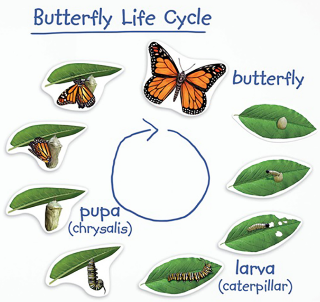 Butterfly Life Cycle
butterfly
pupa
(chrysalis)
larva
(caterpillar)